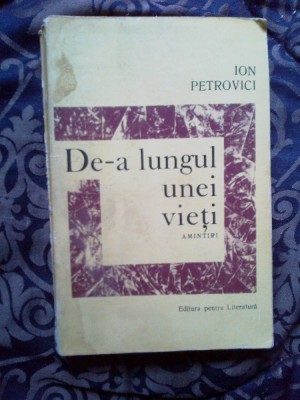 ION
PETROVICI
De-a lungul
unei
vieți
AMINTIRI
Editura pentru Literatură